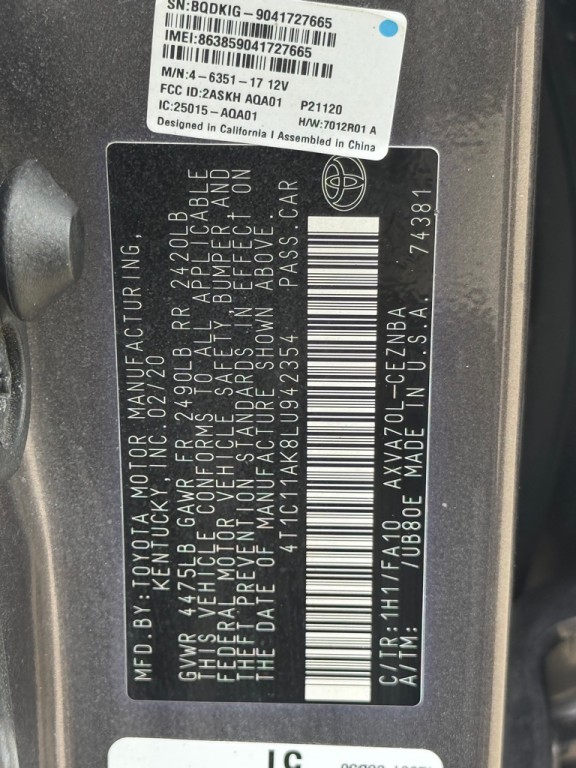 SN:BQDKIG-9041727665
IMEI:863859041727665
M/N:4-6351-17 12V
FCC ID:2ASKH AQA01 P21120
IC:25015-AQA01 H/W:7012R01 A
Designed in California I Assembled in China
MFD.BY:TOYOTA MOTOR MANUFACTURING,
KENTUCKY, INC.02/20
GVWR 4475LB GAWR FR 2490LB RR 2420LB
THIS VEHICLE CONFORMS TO ALL APPLICABLE
FEDERAL MOTOR VEHICLE SAFETY, BUMPER, AND
THEFT PREVENTION STANDARDS IN EFFECT ON
THE DATE OF MANUFACTURE SHOWN ABOVE.
4T1C11AK8LU942354 PASS.CAR
C/TR:1H1/FA10 AXVA70L-CEZNBA
A/TM: /UB80E MADE IN U.S.A. 74381